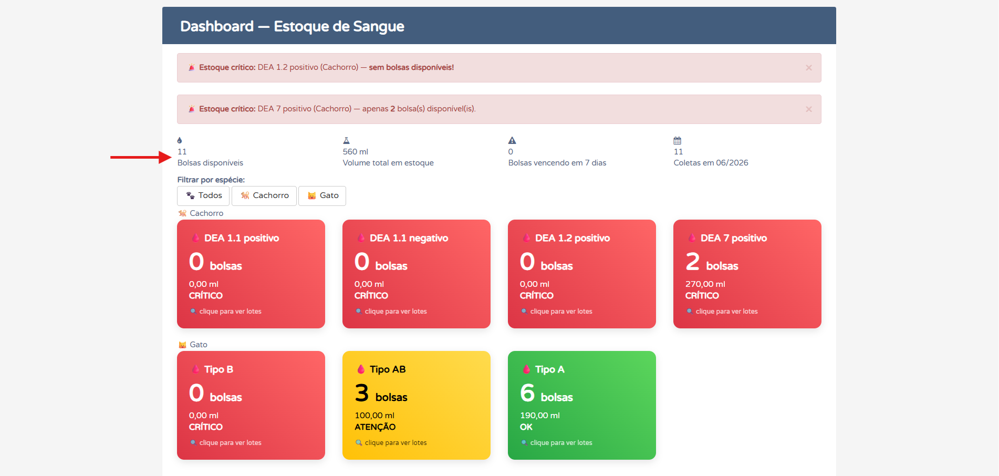 Dashboard — Estoque de Sangue
Estoque crítico: DEA 1.2 positivo (Cachorro) — sem bolsas disponíveis! ×
Estoque crítico: DEA 7 positivo (Cachorro) — apenas 2 bolsa(s) disponível(is). ×
11 560 ml 0 11
Bolsas disponíveis Volume total em estoque Bolsas vencendo em 7 dias Coletas em 06/2026
Filtrar por espécie:
Todos Cachorro Gato
Cachorro
DEA 1.1 positivo DEA 1.1 negativo DEA 1.2 positivo DEA 7 positivo
0 bolsas 0 bolsas 0 bolsas 2 bolsas
0,00 ml 0,00 ml 0,00 ml 270,00 ml
CRÍTICO CRÍTICO CRÍTICO CRÍTICO
clique para ver lotes clique para ver lotes clique para ver lotes clique para ver lotes
Gato
Tipo B Tipo AB Tipo A
0 bolsas 3 bolsas 6 bolsas
0,00 ml 100,00 ml 190,00 ml
CRÍTICO ATENÇÃO OK
clique para ver lotes clique para ver lotes clique para ver lotes